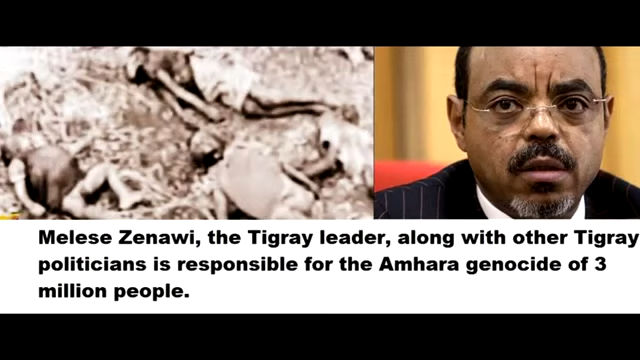 Melese Zenawi, the Tigray leader, along with other Tigray
politicians is responsible for the Amhara genocide of 3
million people.